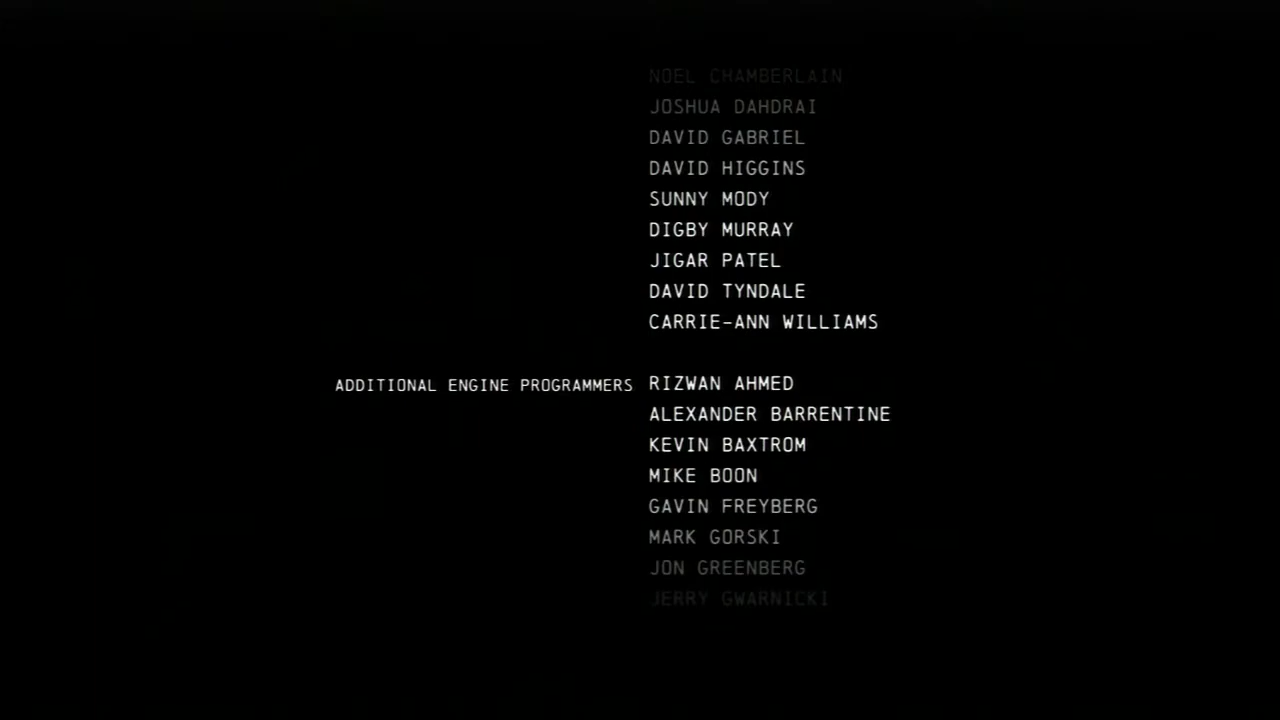 NOEL CHAMBERLAIN
JOSHUA DAHDRAI
DAVID GABRIEL
DAVID HIGGINS
SUNNY MODY
DIGBY MURRAY
JIGAR PATEL
DAVID TYNDALE
CARRIE-ANN WILLIAMS
ADDITIONAL ENGINE PROGRAMMERS RIZWAN AHMED
ALEXANDER BARRENTINE
KEVIN BAXTROM
MIKE BOON
GAVIN FREYBERG
MARK GORSKI
JON GREENBERG
JERRY GWARNICKI